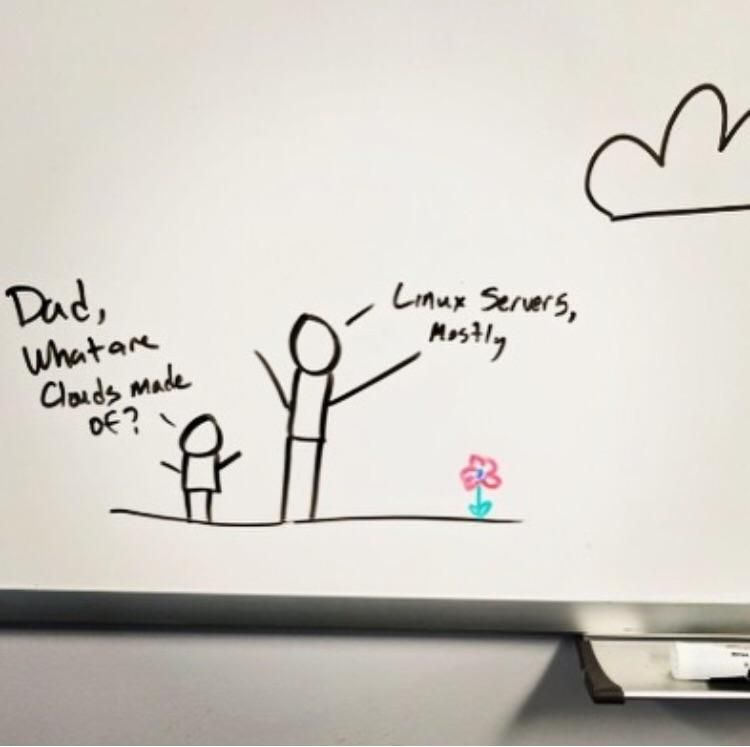 Dad,
What are
Clouds made
of?
Linux Servers,
Mostly